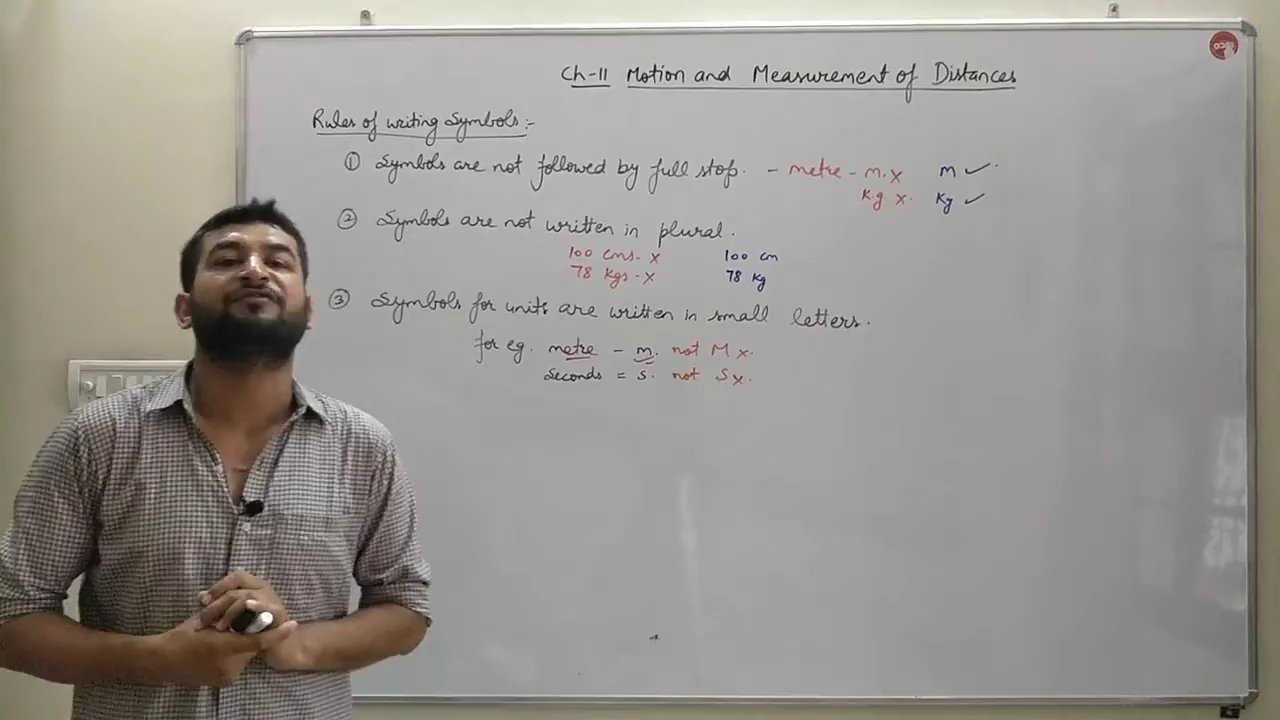 Ch-11 Motion and Measurement of Distances
Rules of writing Symbols:-
① Symbols are not followed by full stop. - metre - m. x m ✓
K.g x. Kg ✓
② Symbols are not written in plural.
100 cms. x 100 cm
78 Kgs. x 78 Kg
③ Symbols for units are written in small letters.
for eg. metre - m. not M x.
Seconds = s. not S x.